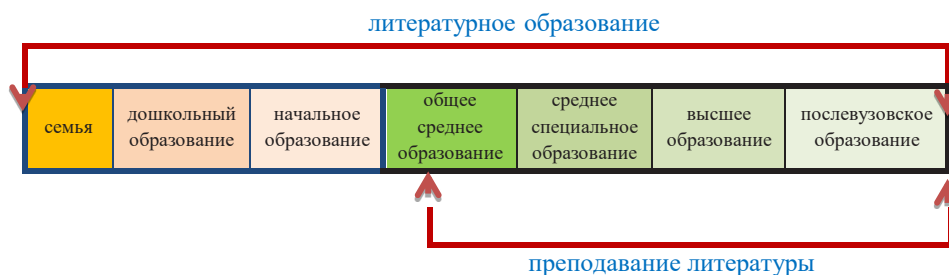 литературное образование
семья
дошкольный
образование
начальное
образование
общее
среднее
образование
среднее
специальное
образование
высшее
образование
послевузовское
образование
преподавание литературы